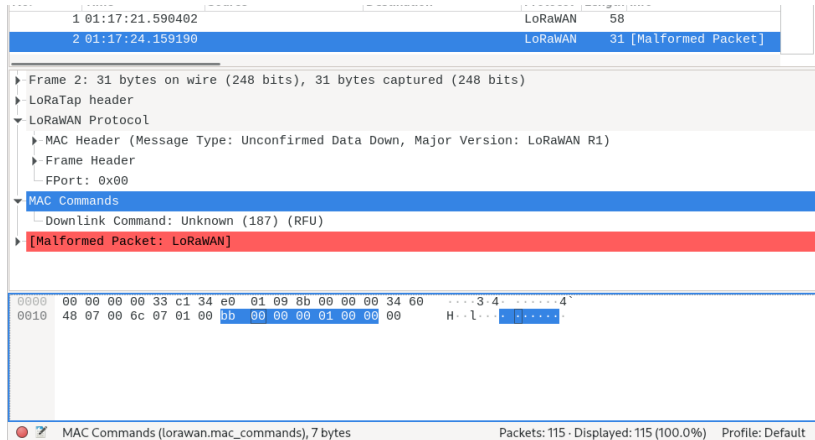 1 01:17:21.590402 LoRaWAN 58
2 01:17:24.159190 LoRaWAN 31 [Malformed Packet]
Frame 2: 31 bytes on wire (248 bits), 31 bytes captured (248 bits)
LoRaTap header
LoRaWAN Protocol
MAC Header (Message Type: Unconfirmed Data Down, Major Version: LoRaWAN R1)
Frame Header
FPort: 0x00
MAC Commands
Downlink Command: Unknown (187) (RFU)
[Malformed Packet: LoRaWAN]
0000 00 00 00 00 33 c1 34 e0 01 09 8b 00 00 00 34 60 ····3·4· ······4`
0010 48 07 00 6c 07 01 00 bb 00 00 00 01 00 00 00 H··l···· ·······
MAC Commands (lorawan.mac_commands), 7 bytes Packets: 115 · Displayed: 115 (100.0%) Profile: Default